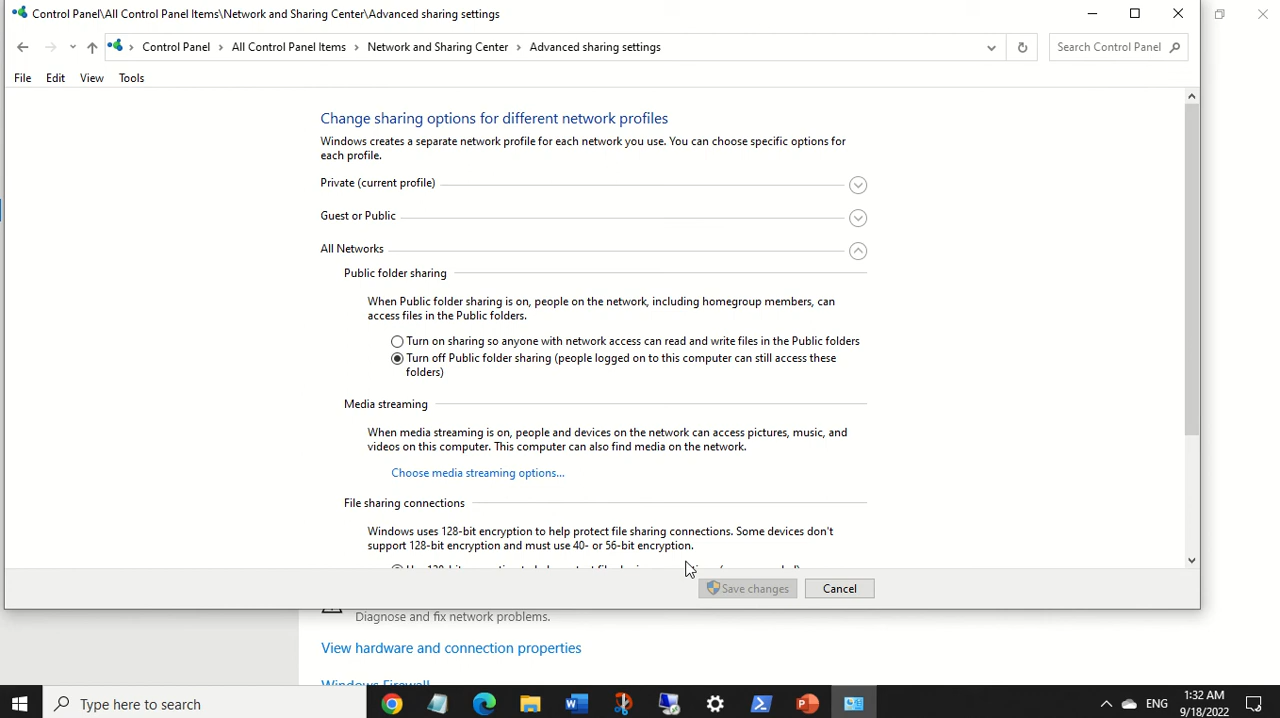 Control Panel\All Control Panel Items\Network and Sharing Center\Advanced sharing settings
Control Panel > All Control Panel Items > Network and Sharing Center > Advanced sharing settings
Search Control Panel
File Edit View Tools
Change sharing options for different network profiles
Windows creates a separate network profile for each network you use. You can choose specific options for
each profile.
Private (current profile)
Guest or Public
All Networks
Public folder sharing
When Public folder sharing is on, people on the network, including homegroup members, can
access files in the Public folders.
Turn on sharing so anyone with network access can read and write files in the Public folders
Turn off Public folder sharing (people logged on to this computer can still access these
folders)
Media streaming
When media streaming is on, people and devices on the network can access pictures, music, and
videos on this computer. This computer can also find media on the network.
Choose media streaming options...
File sharing connections
Windows uses 128-bit encryption to help protect file sharing connections. Some devices don't
support 128-bit encryption and must use 40- or 56-bit encryption.
Save changes
Cancel
Diagnose and fix network problems.
View hardware and connection properties
Windows Firewall
Type here to search
ENG
1:32 AM
9/18/2022